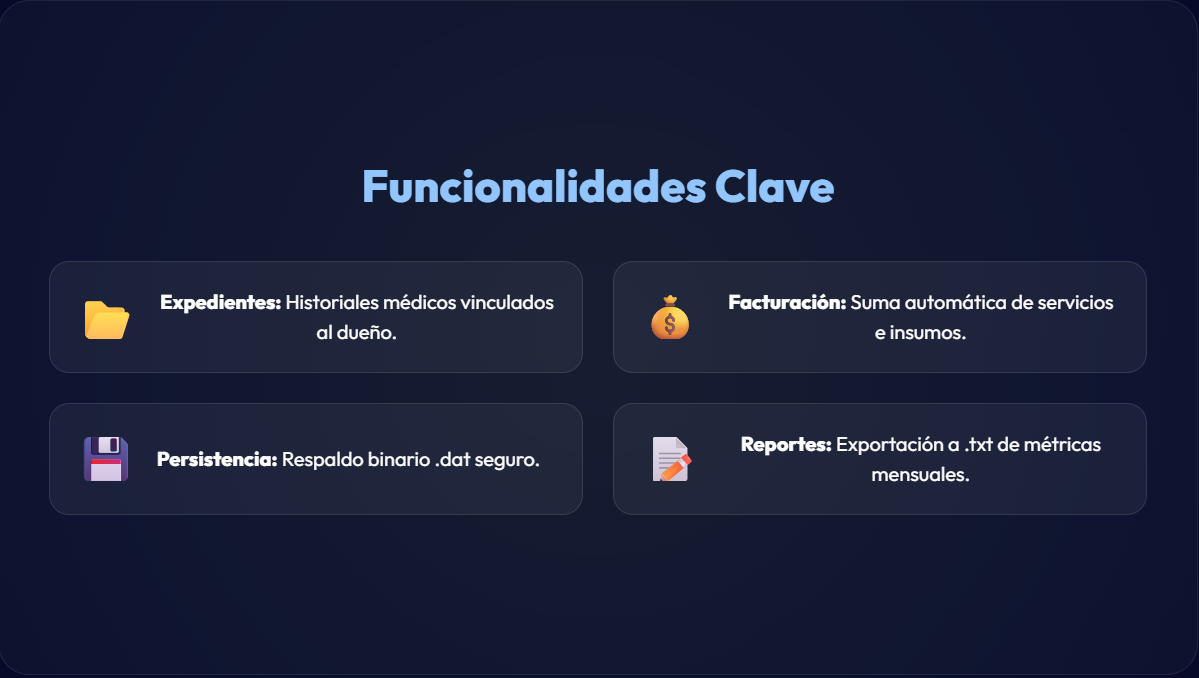 Funcionalidades Clave
Expedientes: Historiales médicos vinculados
al dueño.
Facturación: Suma automática de servicios
e insumos.
Persistencia: Respaldo binario .dat seguro.
Reportes: Exportación a .txt de métricas
mensuales.